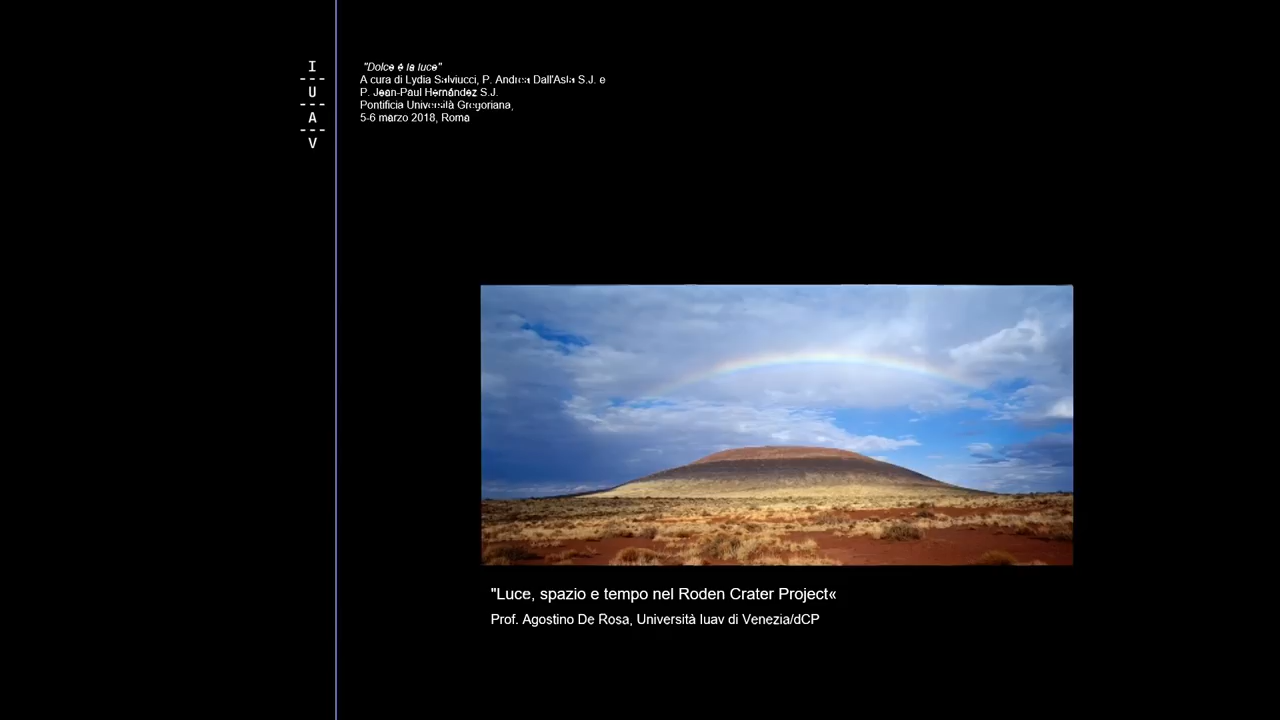 I
---
U
---
A
---
V
"Dolce è la luce"
A cura di Lydia Salviucci, P. Andrea Dall'Asta S.J. e
P. Jean-Paul Hernández S.J.
Pontificia Università Gregoriana,
5-6 marzo 2018, Roma
"Luce, spazio e tempo nel Roden Crater Project«
Prof. Agostino De Rosa, Università Iuav di Venezia/dCP